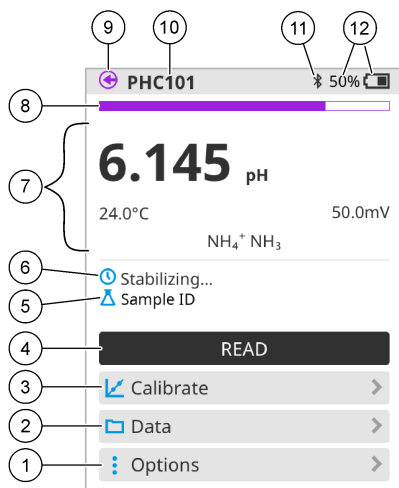 9 10 11 12
PHC101 50%
8
7
6.145 pH
24.0°C 50.0mV
NH₄⁺ NH₃
6 Stabilizing...
5 Sample ID
4 READ
3 Calibrate
2 Data
1 Options